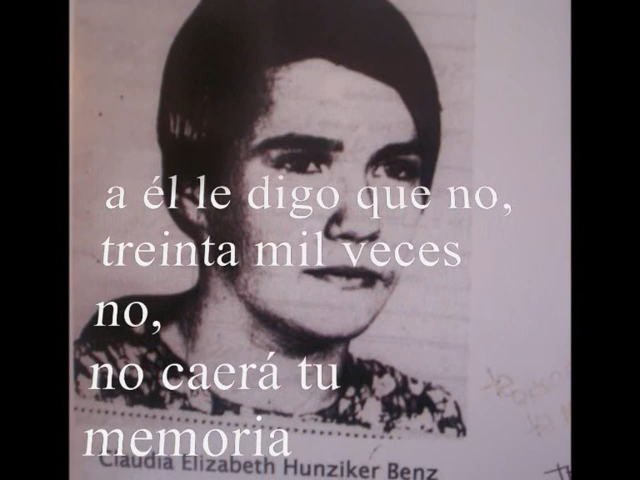 a él le digo que no,
treinta mil veces
no,
no caerá tu
memoria
Claudia Elizabeth Hunziker Benz